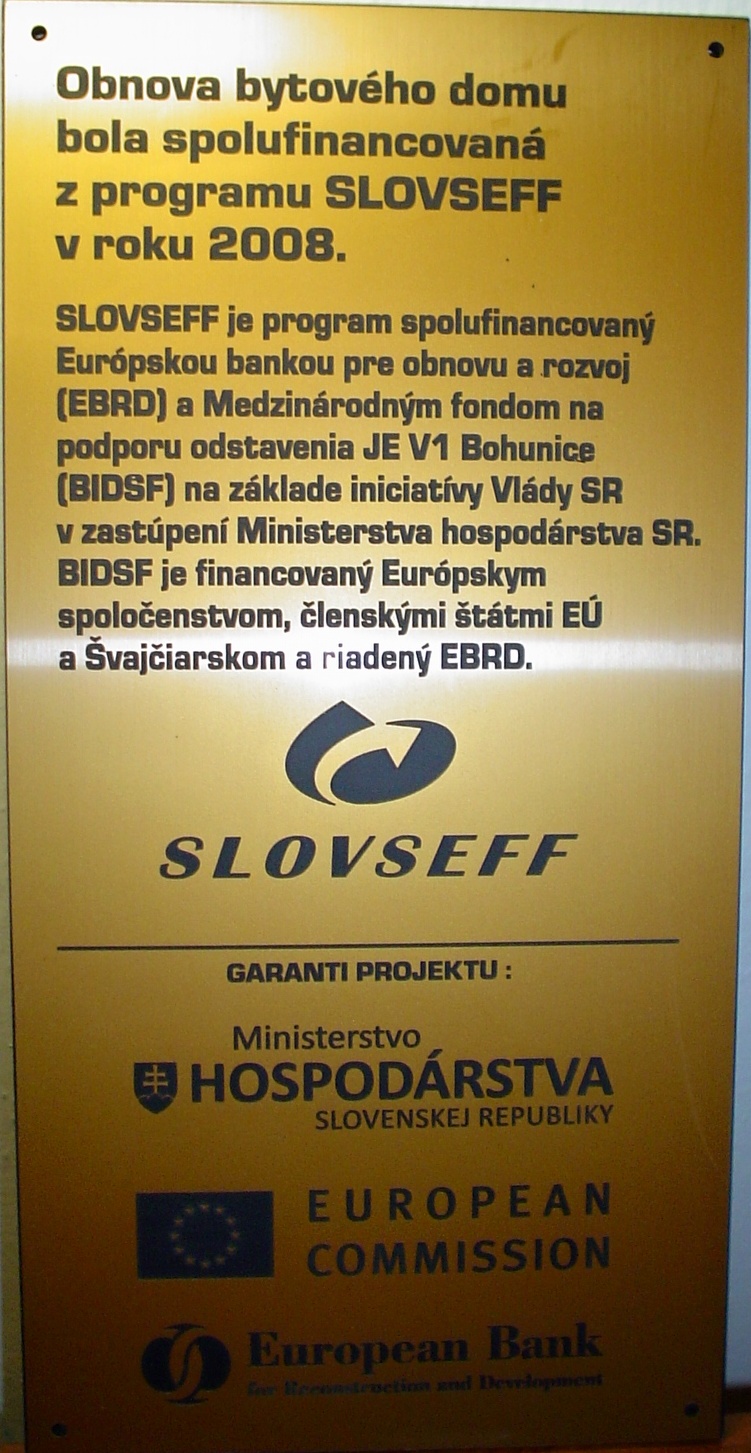 Obnova bytového domu
bola spolufinancovaná
z programu SLOVSEFF
v roku 2008.
SLOVSEFF je program spolufinancovaný
Európskou bankou pre obnovu a rozvoj
(EBRD) a Medzinárodným fondom na
podporu odstavenia JE V1 Bohunice
(BIDSF) na základe iniciatívy Vlády SR
v zastúpení Ministerstva hospodárstva SR.
BIDSF je financovaný Európskym
spoločenstvom, členskými štátmi EÚ
a Švajčiarskom a riadený EBRD.
SLOVSEFF
GARANTI PROJEKTU :
Ministerstvo
HOSPODÁRSTVA
SLOVENSKEJ REPUBLIKY
EUROPEAN
COMMISSION
European Bank
for Reconstruction and Development